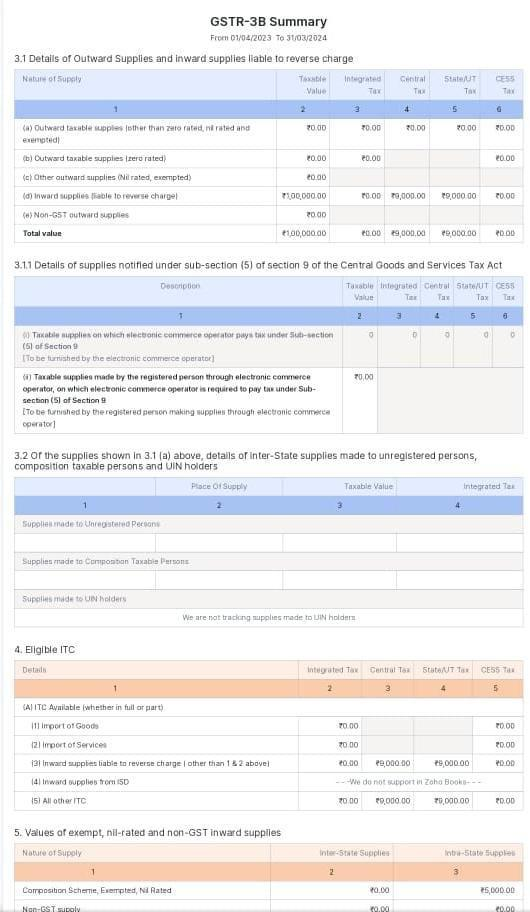 GSTR-3B Summary
From 01/04/2023 To 31/03/2024
3.1 Details of Outward Supplies and inward supplies liable to reverse charge
Nature of Supply Taxable Value Integrated Tax Central Tax State/UT Tax CESS Tax
1 2 3 4 5 6
(a) Outward taxable supplies (other than zero rated, nil rated and exempted) ₹0.00 ₹0.00 ₹0.00 ₹0.00 ₹0.00
(b) Outward taxable supplies (zero rated) ₹0.00 ₹0.00 ₹0.00
(c) Other outward supplies (Nil rated, exempted) ₹0.00
(d) Inward supplies (liable to reverse charge) ₹1,00,000.00 ₹0.00 ₹9,000.00 ₹9,000.00 ₹0.00
(e) Non-GST outward supplies ₹0.00
Total value ₹1,00,000.00 ₹0.00 ₹9,000.00 ₹9,000.00 ₹0.00
3.1.1 Details of supplies notified under sub-section (5) of section 9 of the Central Goods and Services Tax Act
Description Taxable Value Integrated Tax Central Tax State/UT Tax CESS Tax
1 2 3 4 5 6
(i) Taxable supplies on which electronic commerce operator pays tax under Sub-section 0 0 0 0 0
(5) of Section 9
[To be furnished by the electronic commerce operator]
(ii) Taxable supplies made by the registered person through electronic commerce ₹0.00
operator, on which electronic commerce operator is required to pay tax under Sub-
section (5) of Section 9
[To be furnished by the registered person making supplies through electronic commerce
operator]
3.2 Of the supplies shown in 3.1 (a) above, details of inter-State supplies made to unregistered persons,
composition taxable persons and UIN holders
Place Of Supply Taxable Value Integrated Tax
1 2 3 4
Supplies made to Unregistered Persons
Supplies made to Composition Taxable Persons
Supplies made to UIN holders
We are not tracking supplies made to UIN holders
4. Eligible ITC
Details Integrated Tax Central Tax State/UT Tax CESS Tax
1 2 3 4 5
(A) ITC Available (whether in full or part)
(1) Import of Goods ₹0.00 ₹0.00
(2) Import of Services ₹0.00 ₹0.00
(3) Inward supplies liable to reverse charge ( other than 1 & 2 above) ₹0.00 ₹9,000.00 ₹9,000.00 ₹0.00
(4) Inward supplies from ISD - - -We do not support in Zoho Books- - -
(5) All other ITC ₹0.00 ₹9,000.00 ₹9,000.00 ₹0.00
5. Values of exempt, nil-rated and non-GST inward supplies
Nature of Supply Inter-State Supplies Intra-State Supplies
1 2 3
Composition Scheme, Exempted, Nil Rated ₹0.00 ₹5,000.00
Non-GST supply ₹0.00 ₹0.00